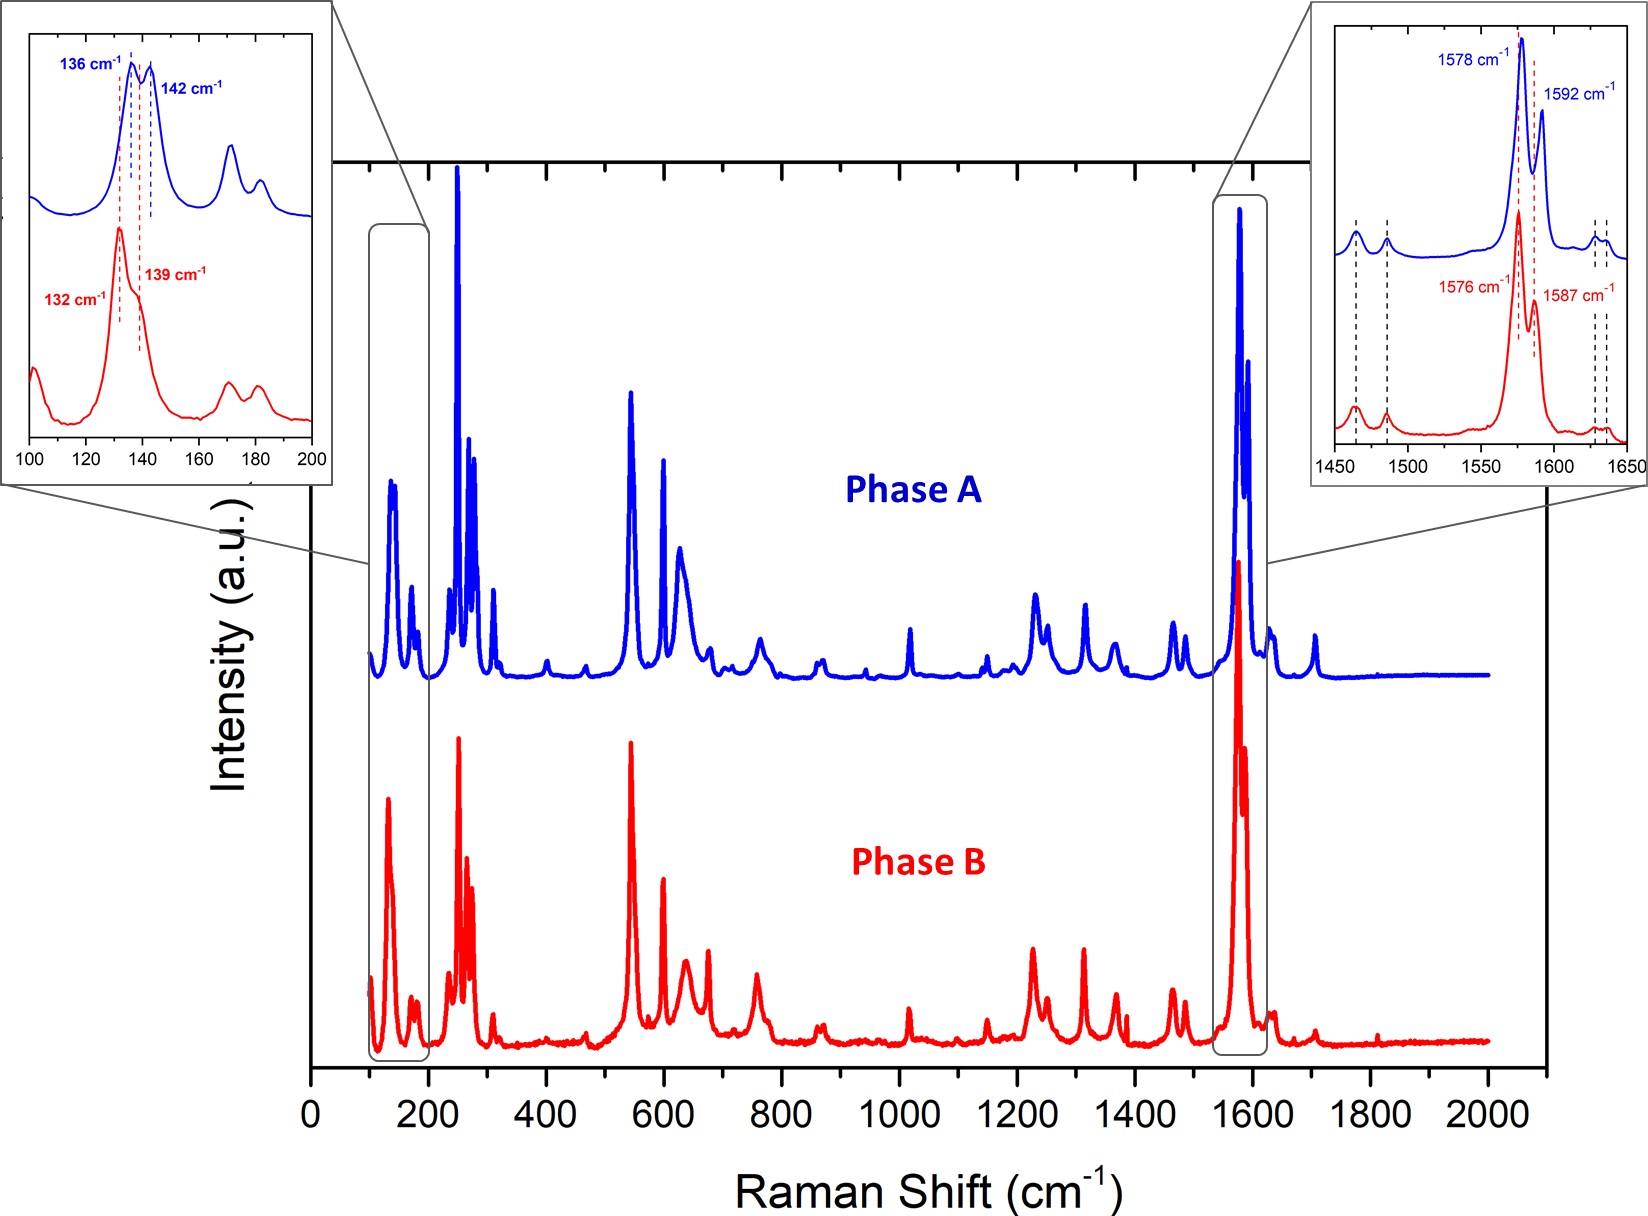 136 cm⁻¹
142 cm⁻¹
139 cm⁻¹
132 cm⁻¹
100 120 140 160 180 200
1578 cm⁻¹
1592 cm⁻¹
1576 cm⁻¹
1587 cm⁻¹
1450 1500 1550 1600 1650
Phase A
Phase B
Intensity (a.u.)
0 200 400 600 800 1000 1200 1400 1600 1800 2000
Raman Shift (cm⁻¹)